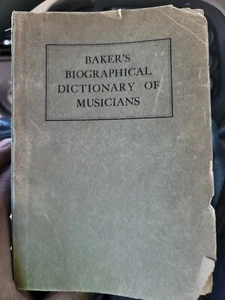 BAKER'S
BIOGRAPHICAL
DICTIONARY OF
MUSICIANS